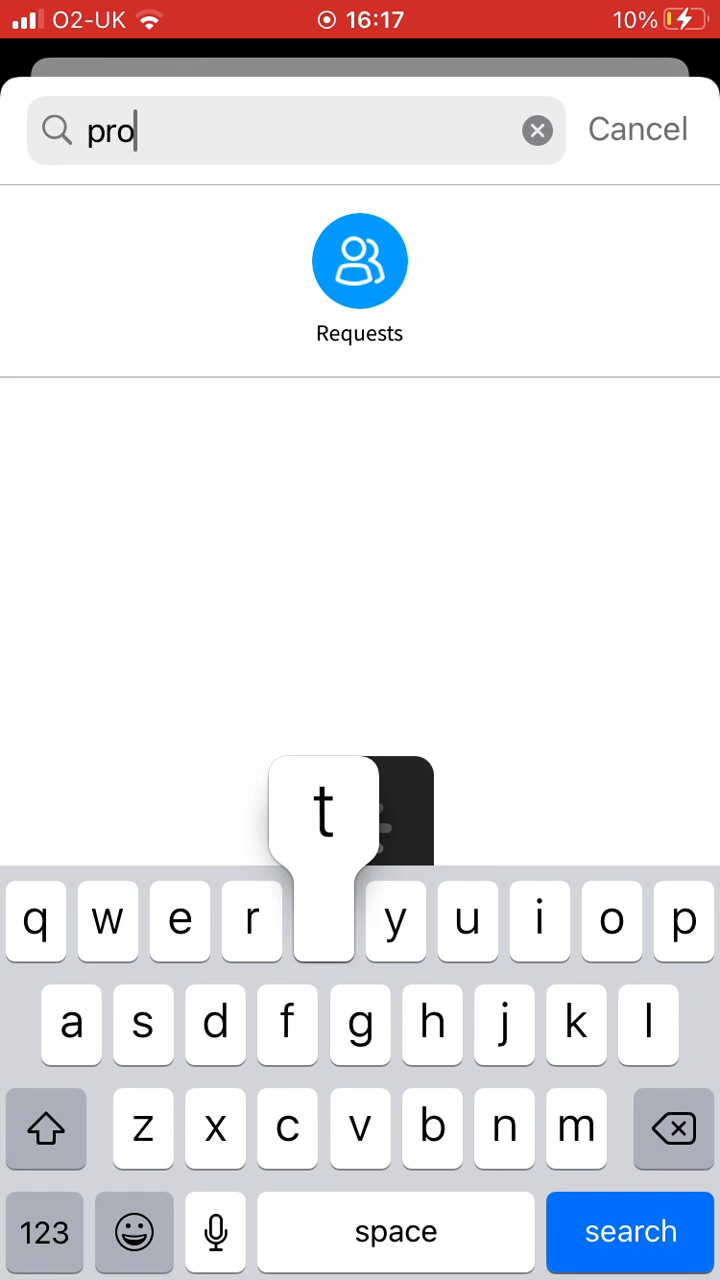 O2-UK 16:17 10%
pro Cancel
Requests
t
q w e r y u i o p
a s d f g h j k l
z x c v b n m
123 space search